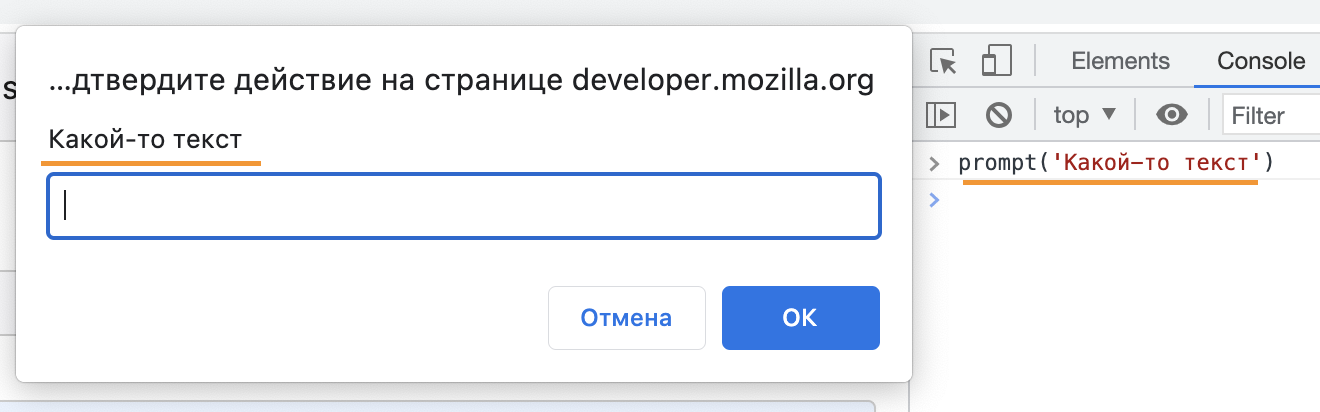 s
...дтвердите действие на странице developer.mozilla.org
Какой-то текст
Отмена
ОК
Elements
Console
top
Filter
prompt('Какой-то текст')